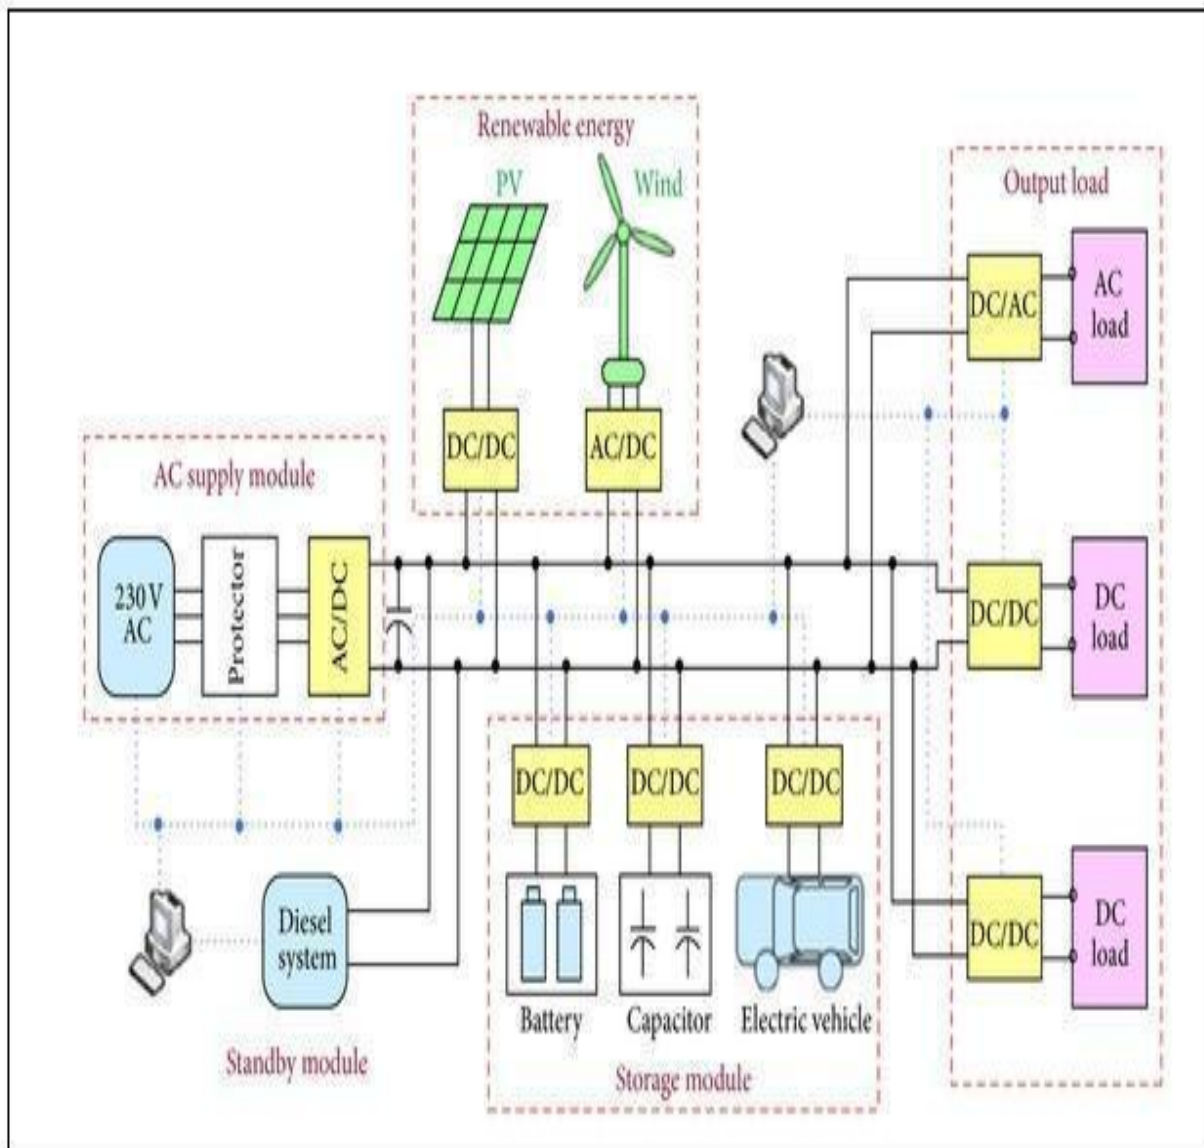 Renewable energy
PV
Wind
DC/DC
AC/DC
Output load
DC/AC
AC
load
AC supply module
230 V
AC
Protector
AC/DC
DC/DC
DC
load
DC/DC
DC/DC
DC/DC
Diesel
system
DC/DC
DC
load
Battery
Capacitor
Electric vehicle
Standby module
Storage module